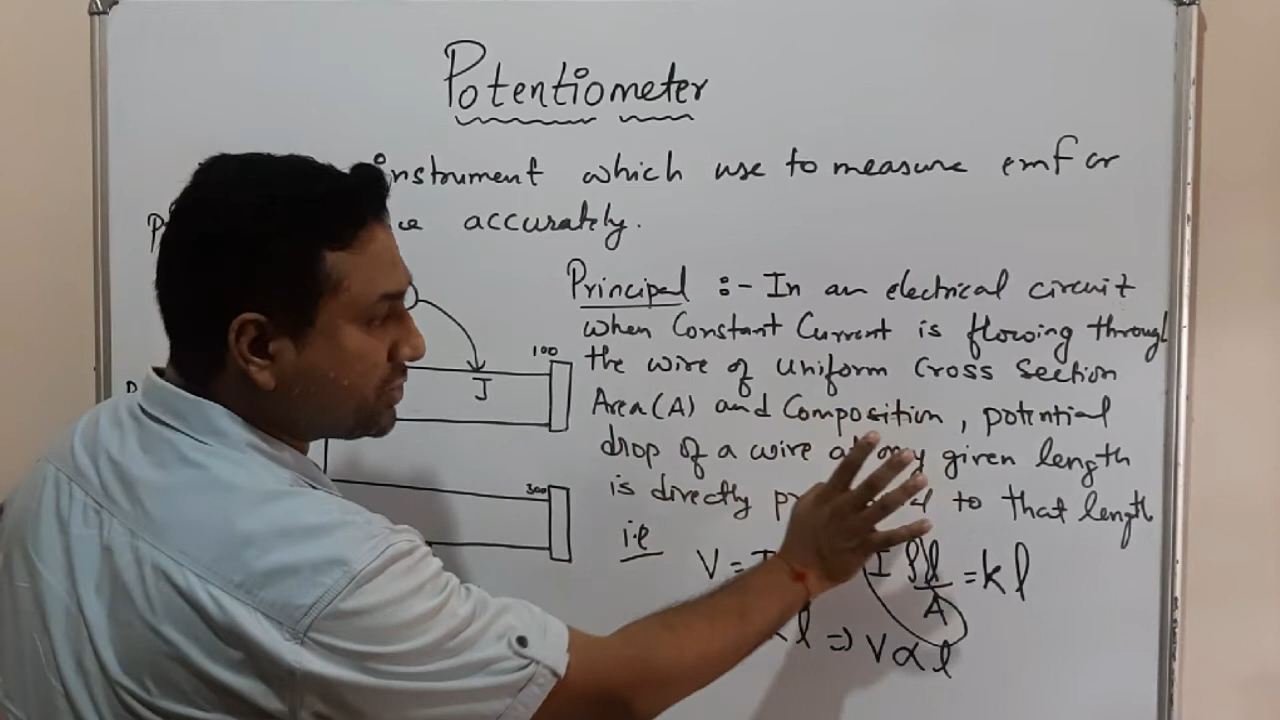 Potentiometer
instrument which use to measure emf or
accurately.
Principal :- In an electrical circuit
when Constant Current is flowing through
the wire of Uniform Cross Section
Area (A) and Composition, potential
drop of a wire any given length
is directly to that length
i.e V = I ρl/A = kl
l ⇒ V ∝ l
100
J
300